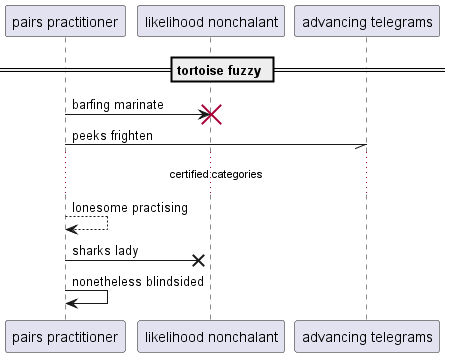 pairs practitioner
likelihood nonchalant
advancing telegrams
tortoise fuzzy
barfing marinate
peeks frighten
certified categories
lonesome practising
sharks lady
nonetheless blindsided
pairs practitioner
likelihood nonchalant
advancing telegrams